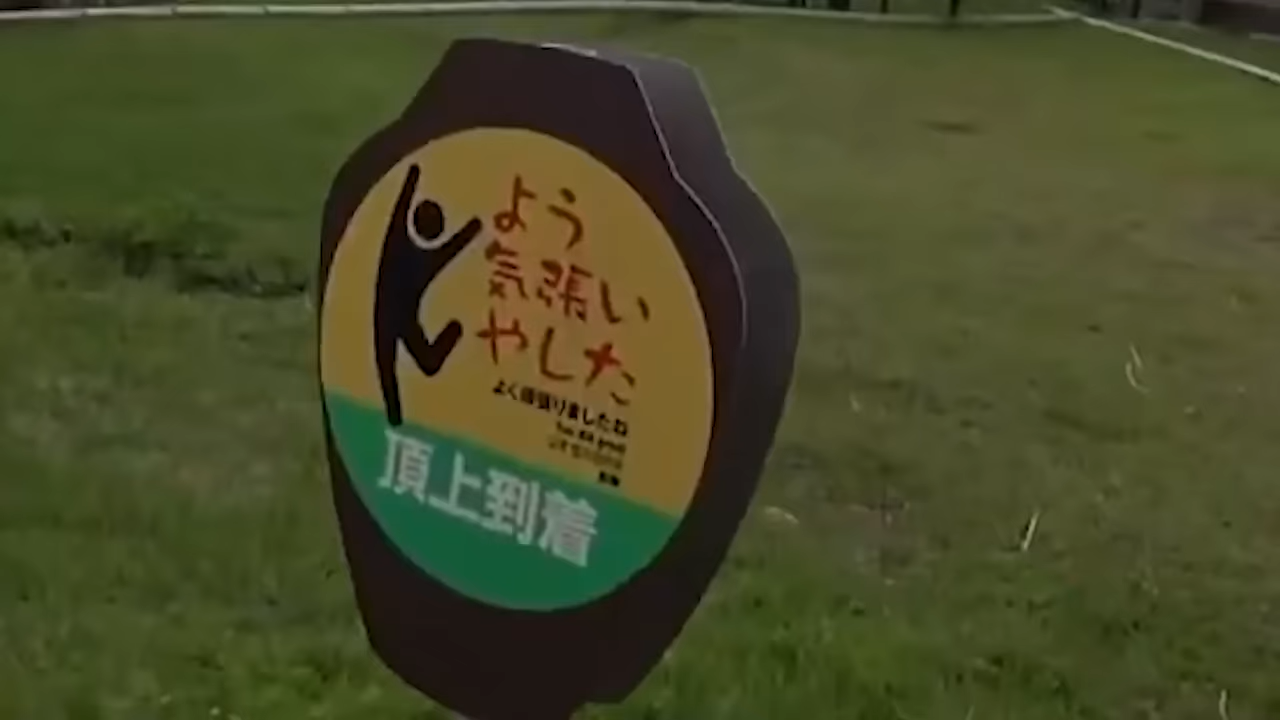 よう
気張い
やした
よく頑張りましたね
頂上到着